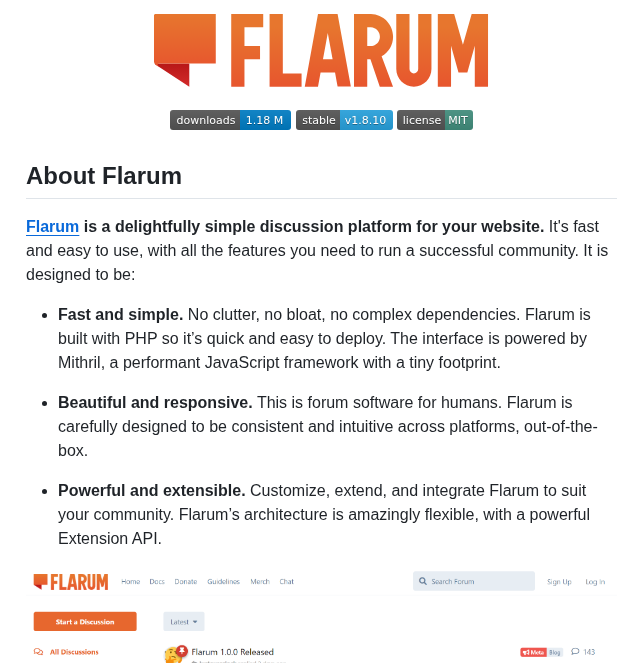 FLARUM
downloads 1.18 M stable v1.8.10 license MIT
About Flarum
Flarum is a delightfully simple discussion platform for your website. It's fast
and easy to use, with all the features you need to run a successful community. It is
designed to be:
Fast and simple. No clutter, no bloat, no complex dependencies. Flarum is
built with PHP so it’s quick and easy to deploy. The interface is powered by
Mithril, a performant JavaScript framework with a tiny footprint.
Beautiful and responsive. This is forum software for humans. Flarum is
carefully designed to be consistent and intuitive across platforms, out-of-the-
box.
Powerful and extensible. Customize, extend, and integrate Flarum to suit
your community. Flarum’s architecture is amazingly flexible, with a powerful
Extension API.
FLARUM Home Docs Donate Guidelines Merch Chat Search Forum Sign Up Log In
Start a Discussion Latest
All Discussions Flarum 1.0.0 Released Meta Blog 143